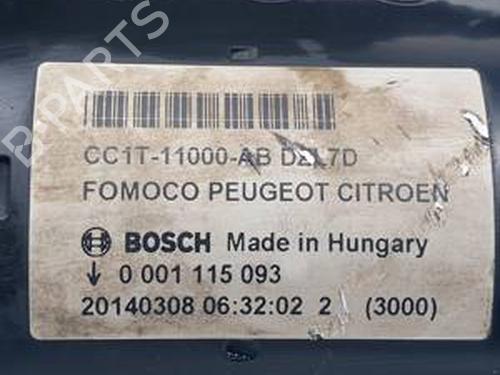 B-PARTS
CC1T-11000-AB
FOMOCO PEUGEOT CITROEN
BOSCH Made in Hungary
↓ 0 001 115 093
20140308 06:32:02 2 (3000)